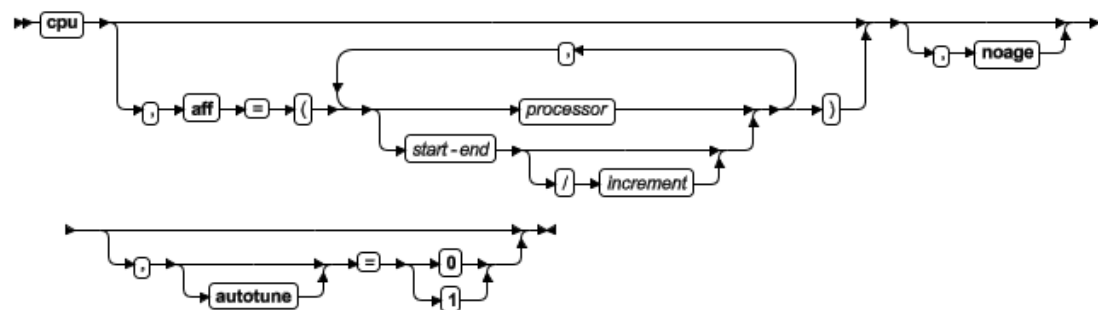 cpu
,
, noage
, aff = ( processor )
start - end
/ increment
, = 0
autotune 1